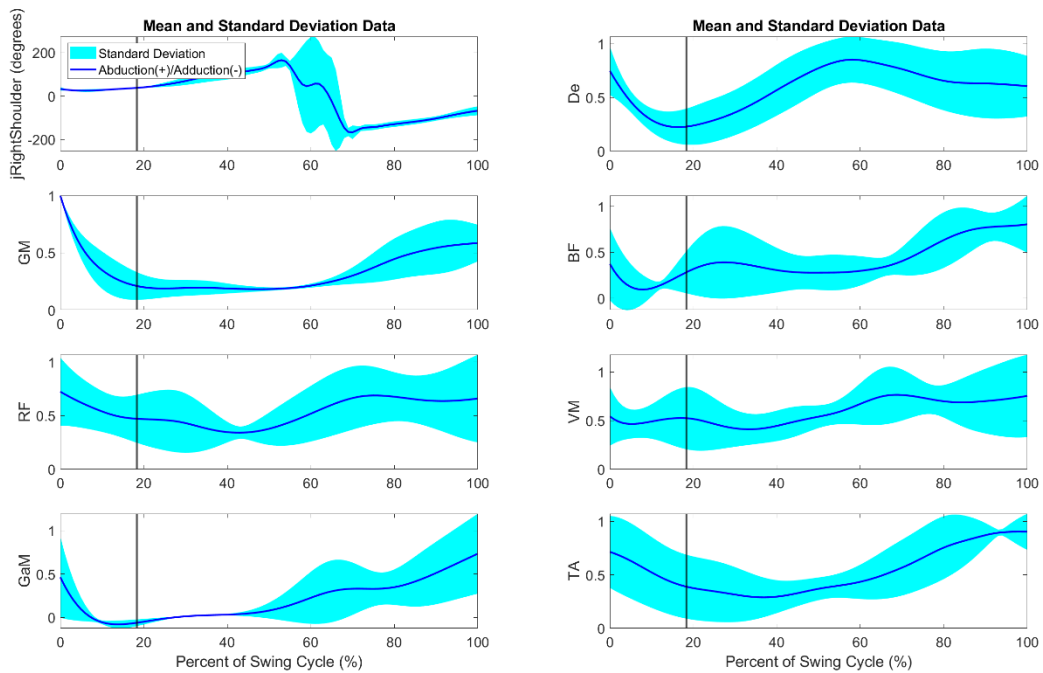 Mean and Standard Deviation Data
jRightShoulder (degrees)
200
0
-200
Standard Deviation
Abduction(+)/Adduction(-)
0 20 40 60 80 100
Mean and Standard Deviation Data
De
1
0.5
0
0 20 40 60 80 100
GM
1
0.5
0
0 20 40 60 80 100
BF
1
0.5
0
0 20 40 60 80 100
RF
1
0.5
0
0 20 40 60 80 100
VM
1
0.5
0
0 20 40 60 80 100
GaM
1
0.5
0
0 20 40 60 80 100
Percent of Swing Cycle (%)
TA
1
0.5
0
0 20 40 60 80 100
Percent of Swing Cycle (%)